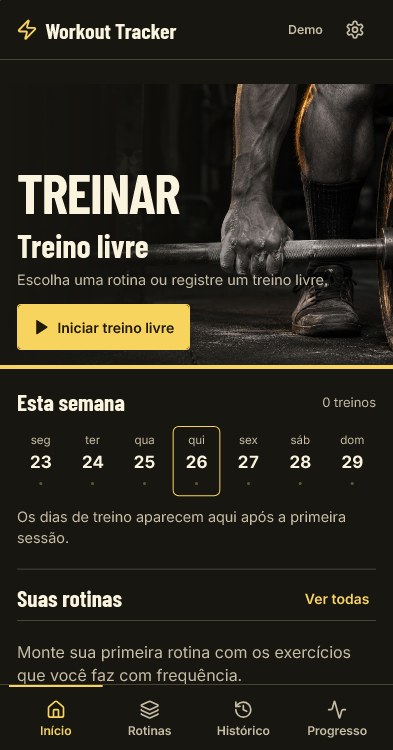 Workout Tracker
Demo
TREINAR
Treino livre
Escolha uma rotina ou registre um treino livre.
Iniciar treino livre
Esta semana
0 treinos
seg ter qua qui sex sáb dom
23 24 25 26 27 28 29
Os dias de treino aparecem aqui após a primeira
sessão.
Suas rotinas
Ver todas
Monte sua primeira rotina com os exercícios
que você faz com frequência.
Início Rotinas Histórico Progresso